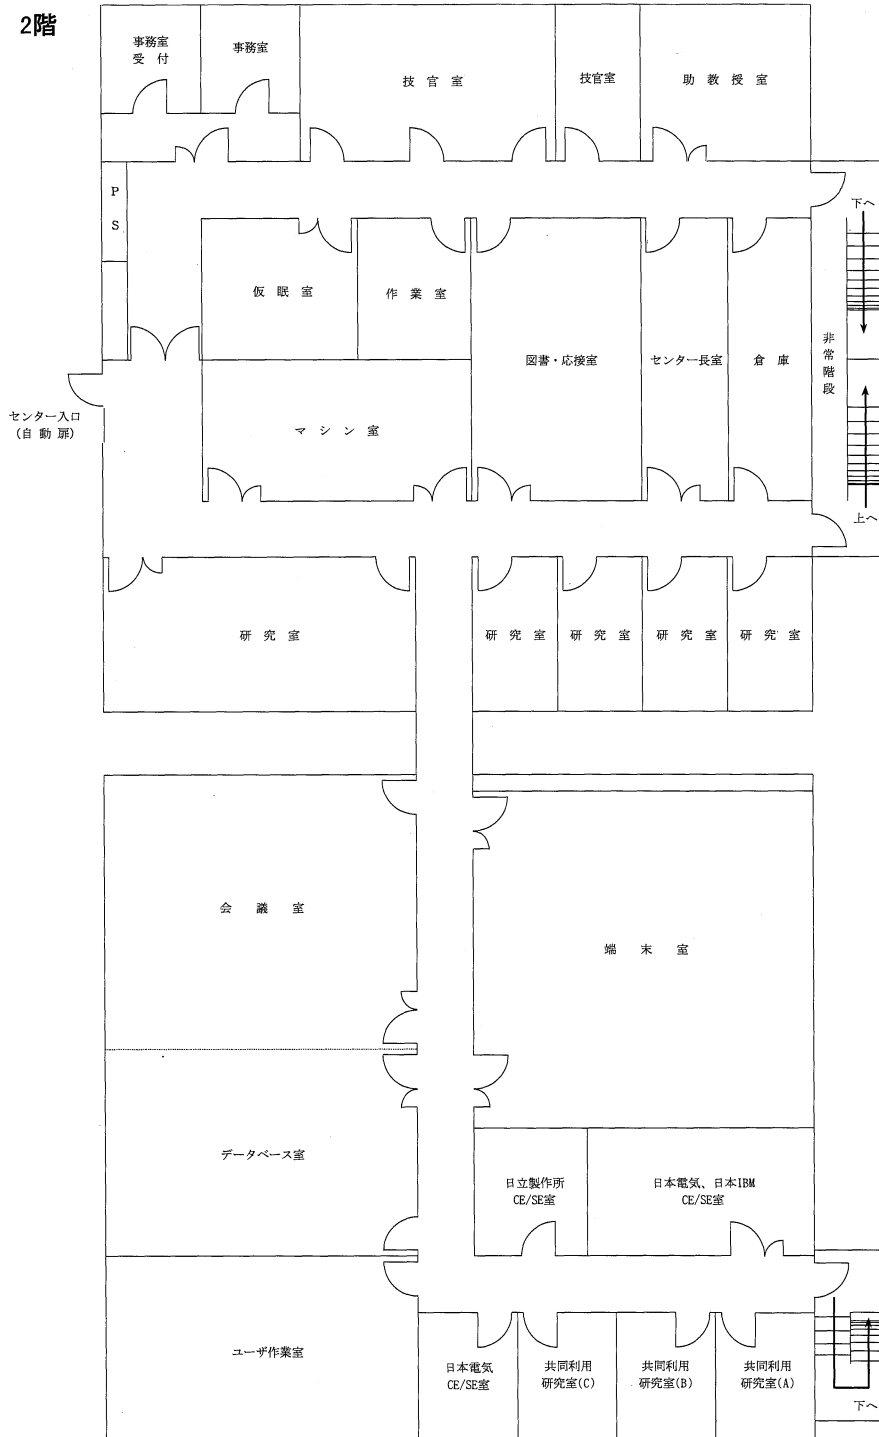 2階
事務室
受 付
事務室
技 官 室
技官室
助 教 授 室
P
S
下へ
仮 眠 室
作 業 室
図書・応接室
センター長室
倉 庫
非常階段
センター入口
(自 動 扉)
マ シ ン 室
上へ
研 究 室
研 究 室
研 究 室
研 究 室
研 究 室
会 議 室
端 末 室
データベース室
日立製作所
CE/SE室
日本電気、日本IBM
CE/SE室
ユーザ作業室
日本電気
CE/SE室
共同利用
研究室(C)
共同利用
研究室(B)
共同利用
研究室(A)
下へ